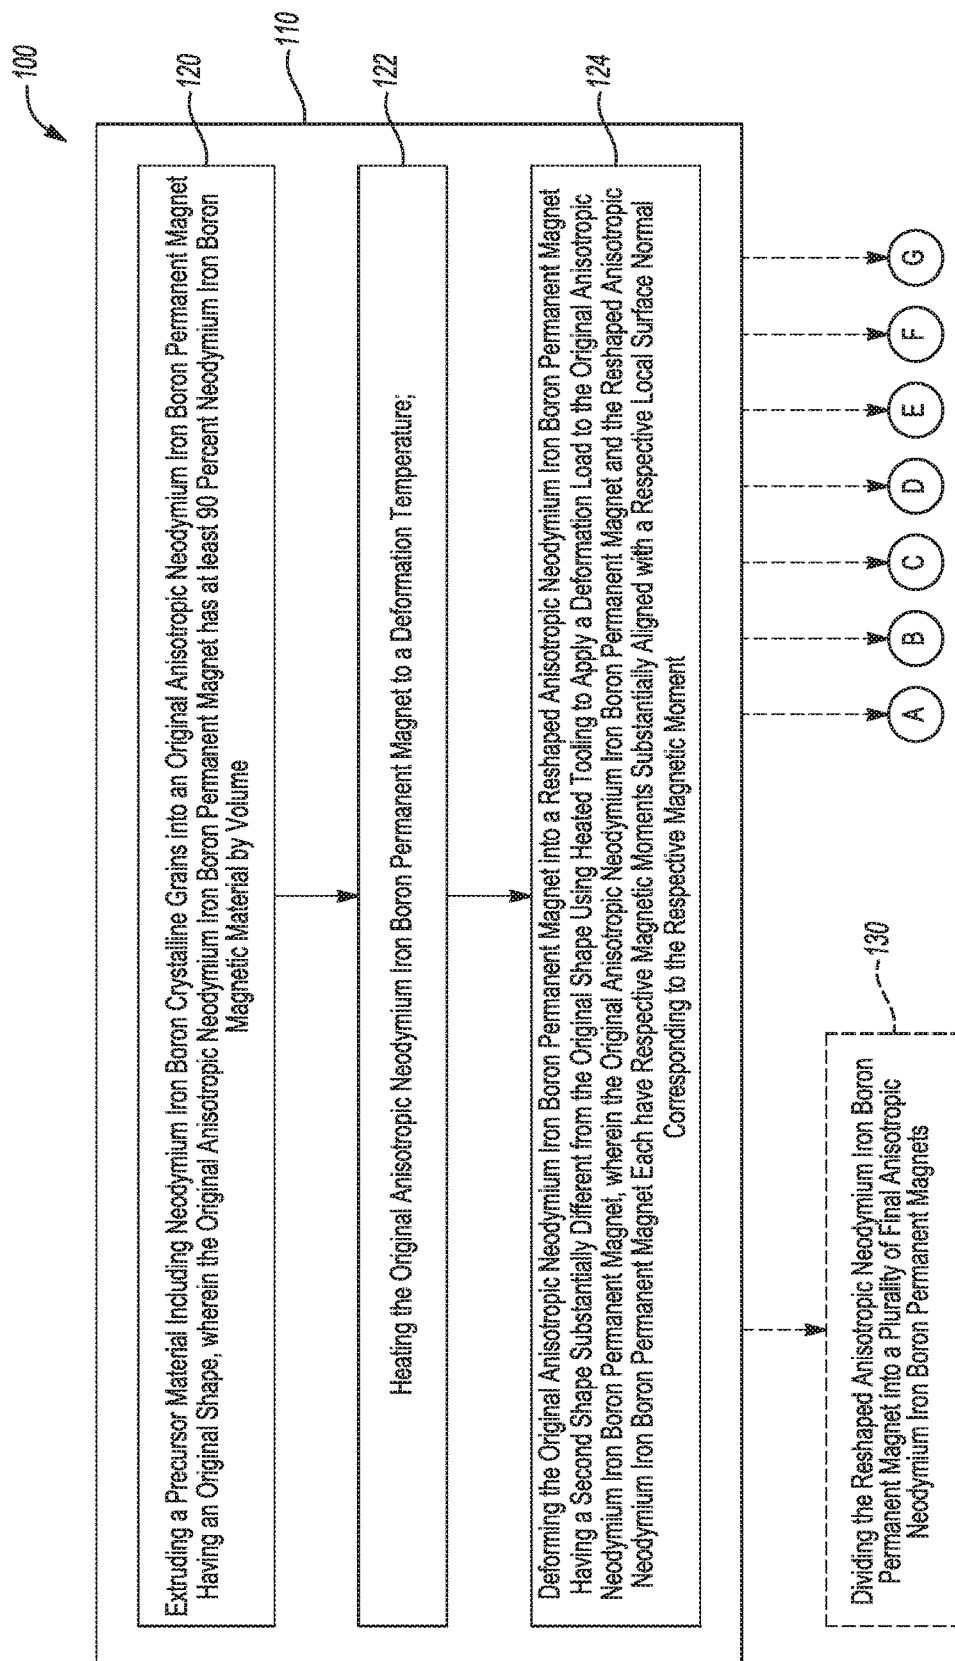 100
110
120
Extruding a Precursor Material Including Neodymium Iron Boron Crystalline Grains into an Original Anisotropic Neodymium Iron Boron Permanent Magnet
Having an Original Shape, wherein the Original Anisotropic Neodymium Iron Boron Permanent Magnet has at least 90 Percent Neodymium Iron Boron
Magnetic Material by Volume
122
Heating the Original Anisotropic Neodymium Iron Boron Permanent Magnet to a Deformation Temperature;
124
Deforming the Original Anisotropic Neodymium Iron Boron Permanent Magnet into a Reshaped Anisotropic Neodymium Iron Boron Permanent Magnet
Having a Second Shape Substantially Different from the Original Shape Using Heated Tooling to Apply a Deformation Load to the Original Anisotropic
Neodymium Iron Boron Permanent Magnet, wherein the Original Anisotropic Neodymium Iron Boron Permanent Magnet and the Reshaped Anisotropic
Neodymium Iron Boron Permanent Magnet Each have Respective Magnetic Moments Substantially Aligned with a Respective Local Surface Normal
Corresponding to the Respective Magnetic Moment
130
Dividing the Reshaped Anisotropic Neodymium Iron Boron
Permanent Magnet into a Plurality of Final Anisotropic
Neodymium Iron Boron Permanent Magnets
A
B
C
D
E
F
G